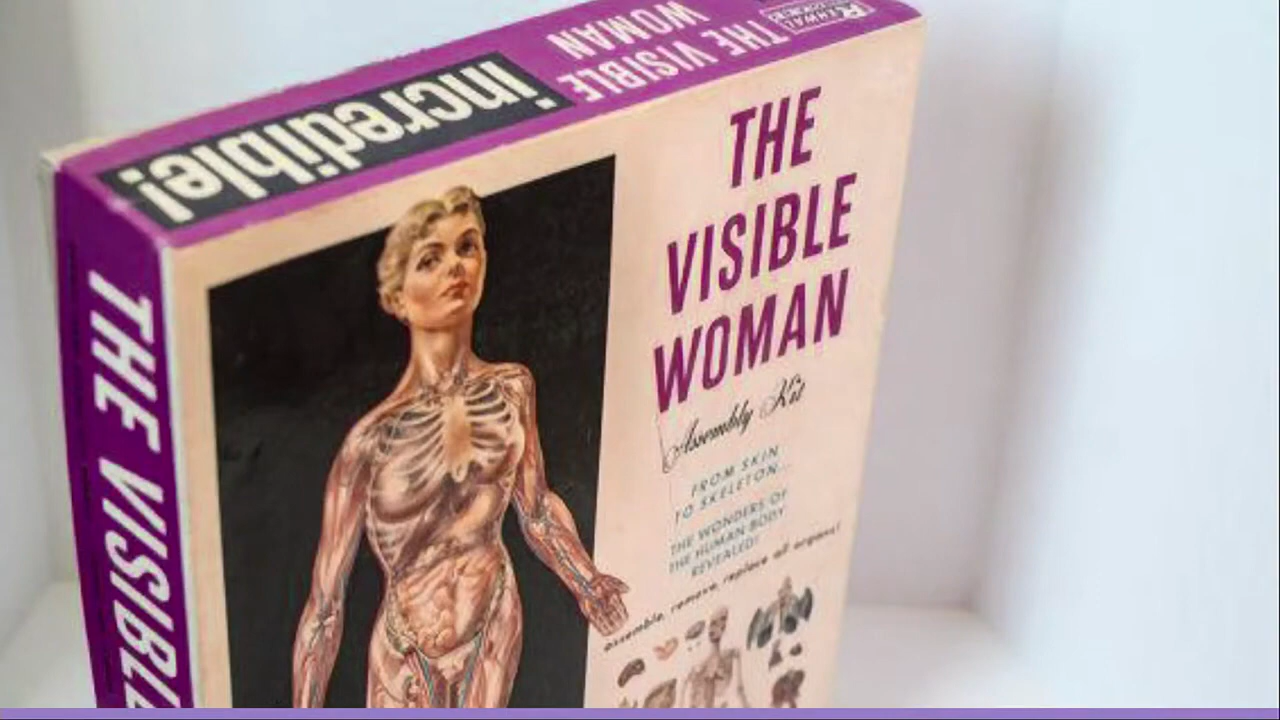 incredible!
THE VISIBLE
WOMAN
RENWAL
THE VISIBLE
THE
VISIBLE
WOMAN
Assembly Kit
FROM SKIN
TO SKELETON...
THE WONDERS OF
THE HUMAN BODY
REVEALED!
assemble, remove, replace all organs!